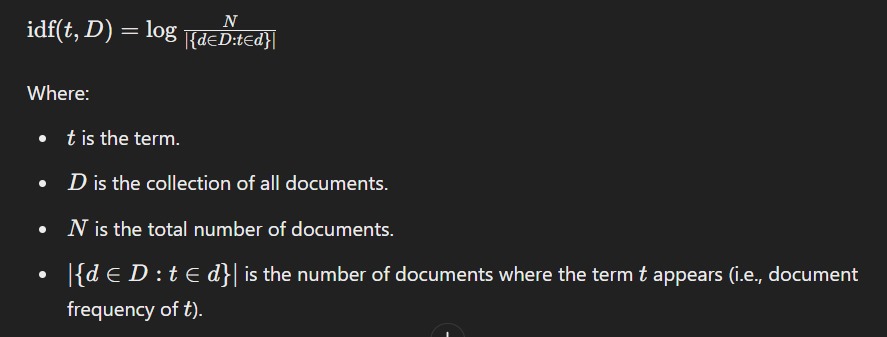 idf(t, D) = log N / |{d∈D:t∈d}|
Where:
• t is the term.
• D is the collection of all documents.
• N is the total number of documents.
• |{d ∈ D : t ∈ d}| is the number of documents where the term t appears (i.e., document
frequency of t).